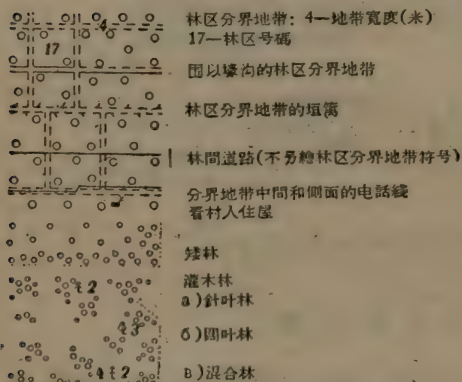 4
林区分界地带: 4—地带寬度(米)
17
17—林区号碼
围以壕沟的林区分界地带
林区分界地带的垣篱
林間道路(不另繪林区分界地带符号)
分界地带中間和側面的电話綫
看村人住屋
矮林
灌木林
t 2
а)針叶林
t 3
б)闊叶林
t 2
в)混合林